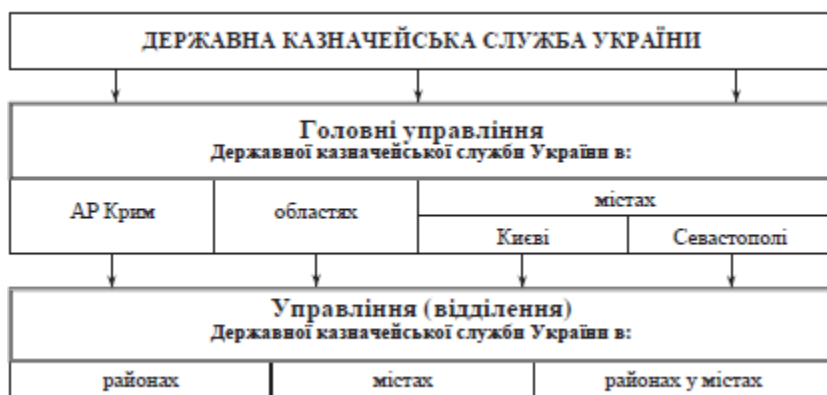 ДЕРЖАВНА КАЗНАЧЕЙСЬКА СЛУЖБА УКРАЇНИ
Головні управління
Державної казначейської служби України в:
АР Крим
областях
містах
Києві
Севастополі
Управління (відділення)
Державної казначейської служби України в:
районах
містах
районах у містах